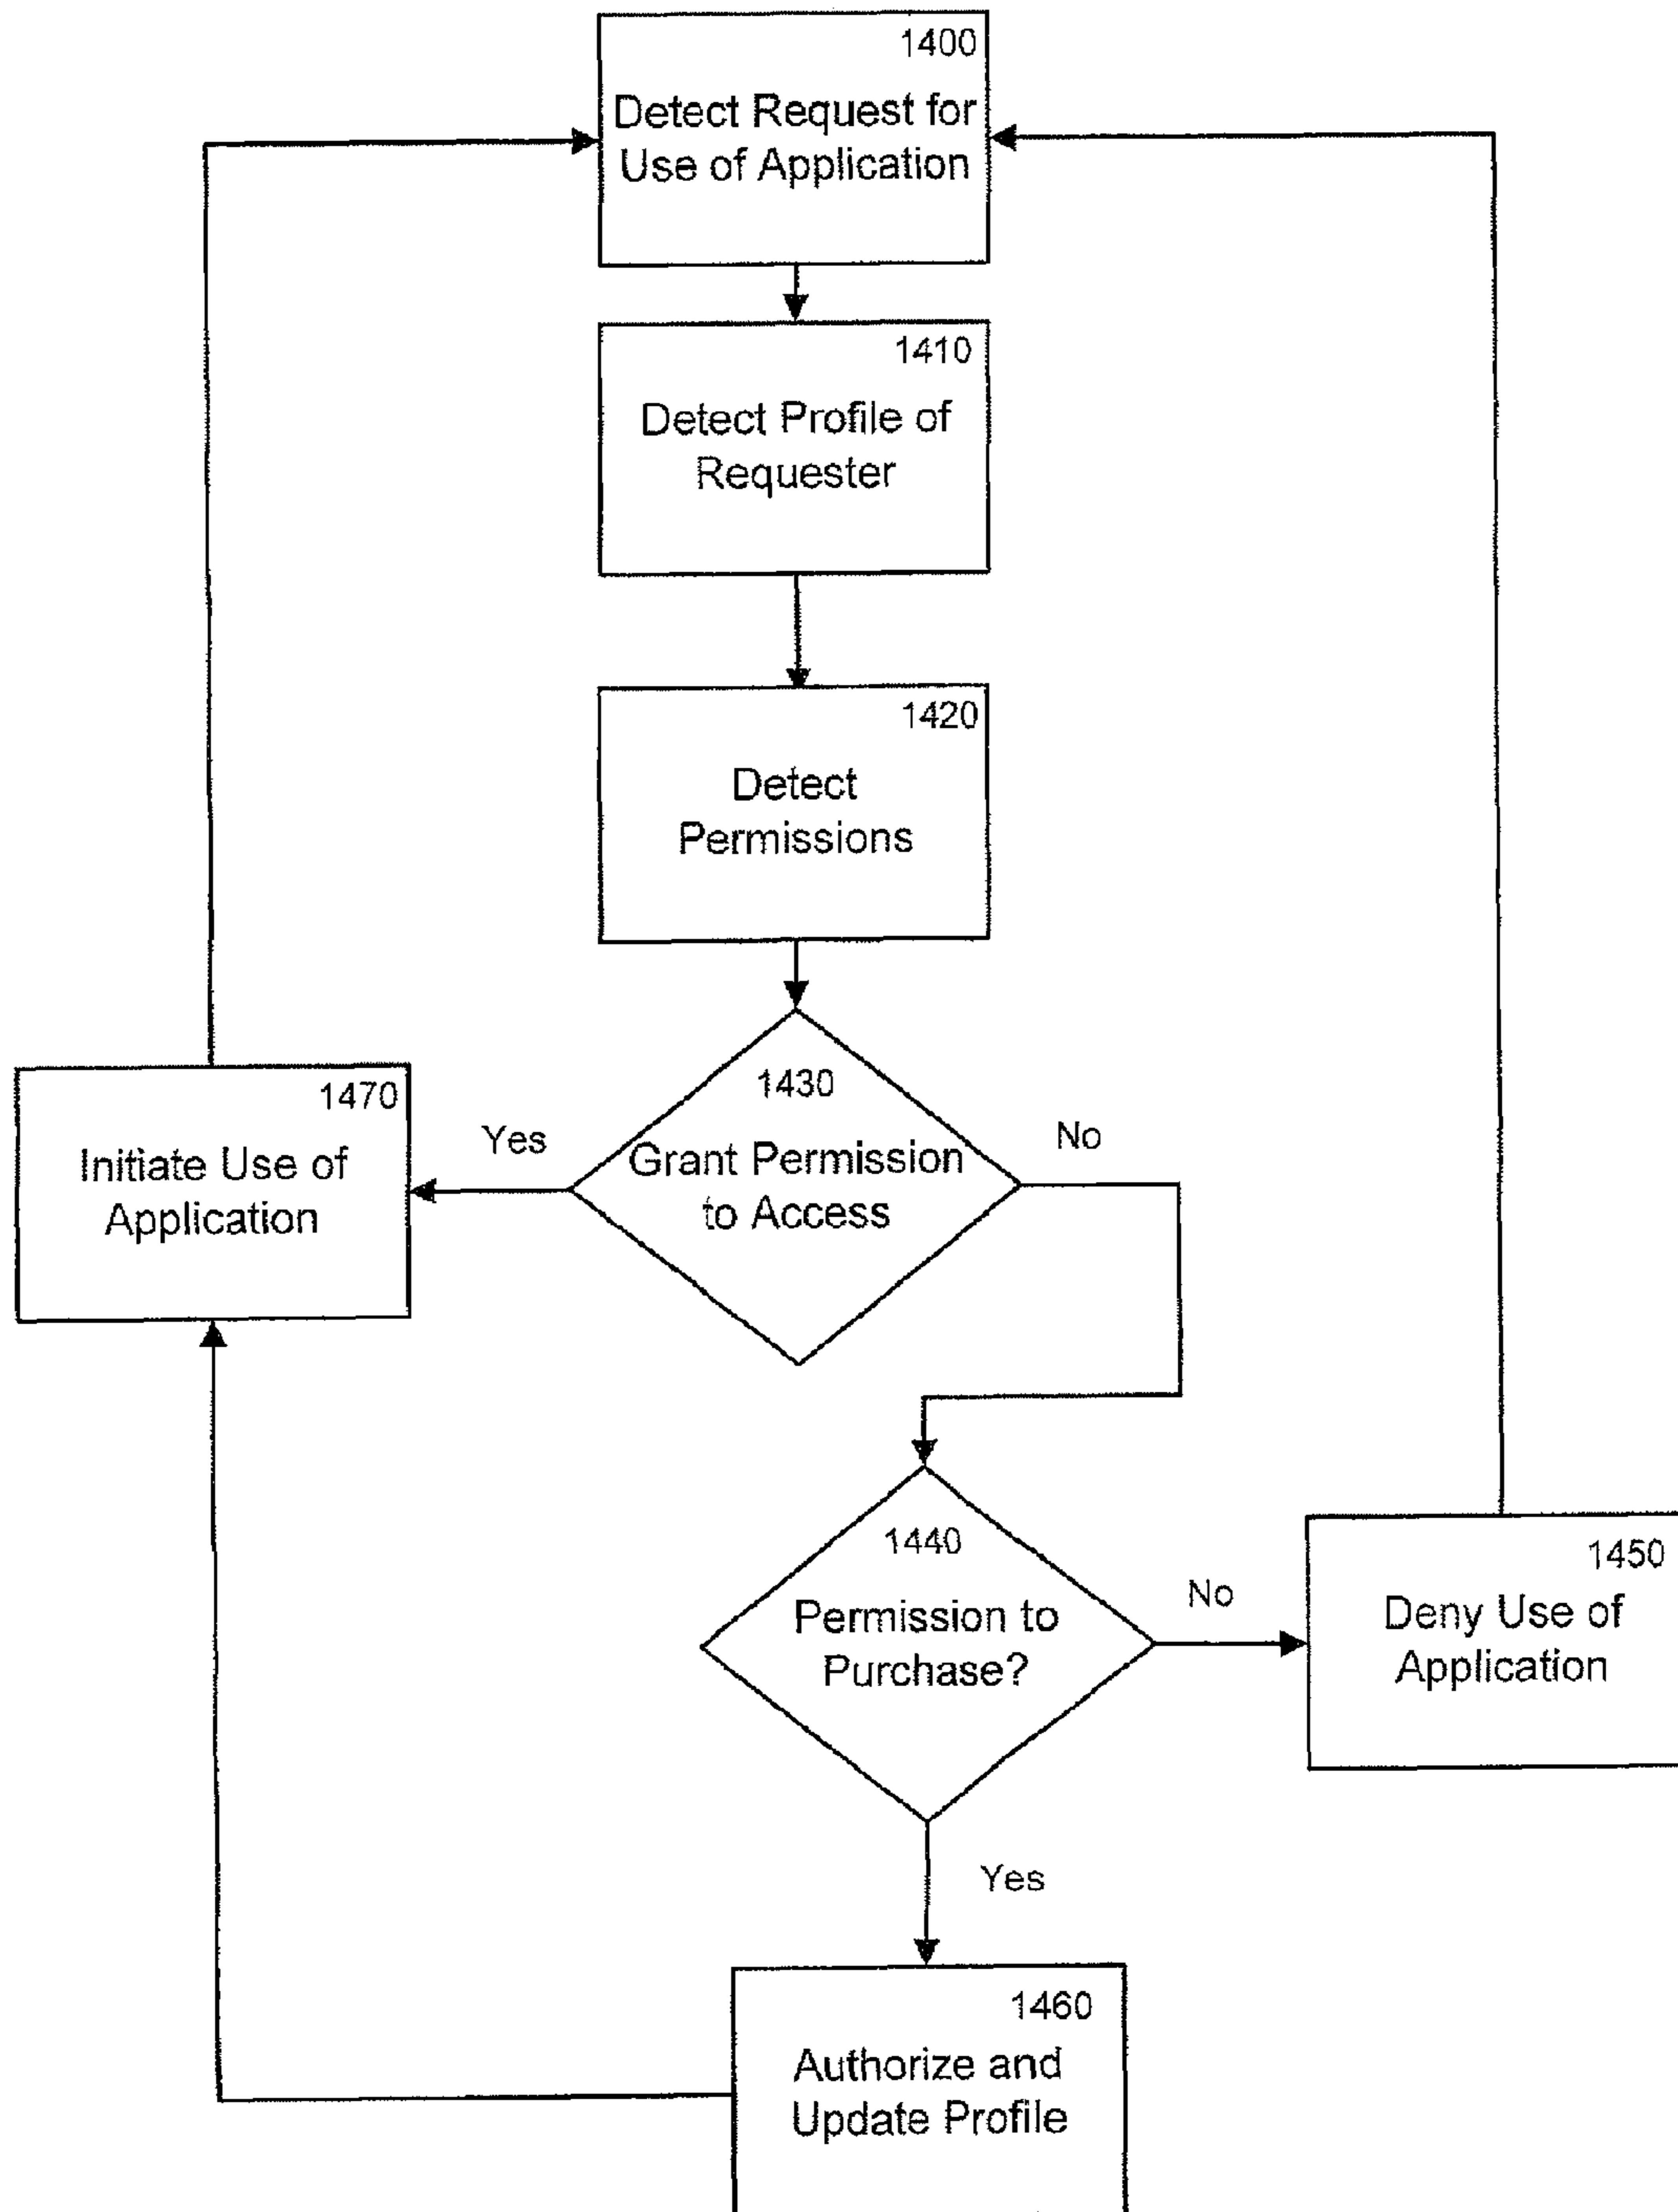 1400
Detect Request for
Use of Application
1410
Detect Profile of
Requester
1420
Detect
Permissions
1430
Grant Permission
to Access
Yes
No
1470
Initiate Use of
Application
1440
Permission to
Purchase?
No
Yes
1450
Deny Use of
Application
1460
Authorize and
Update Profile